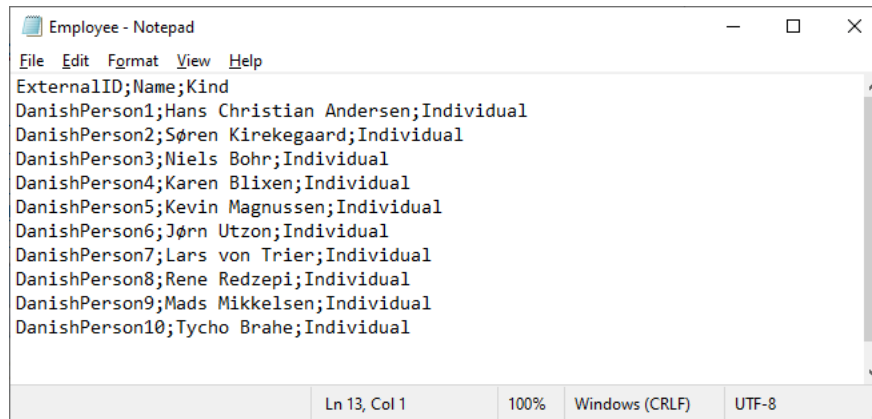 Employee - Notepad
File Edit Format View Help
ExternalID;Name;Kind
DanishPerson1;Hans Christian Andersen;Individual
DanishPerson2;Søren Kirekegaard;Individual
DanishPerson3;Niels Bohr;Individual
DanishPerson4;Karen Blixen;Individual
DanishPerson5;Kevin Magnussen;Individual
DanishPerson6;Jørn Utzon;Individual
DanishPerson7;Lars von Trier;Individual
DanishPerson8;Rene Redzepi;Individual
DanishPerson9;Mads Mikkelsen;Individual
DanishPerson10;Tycho Brahe;Individual
Ln 13, Col 1 100% Windows (CRLF) UTF-8